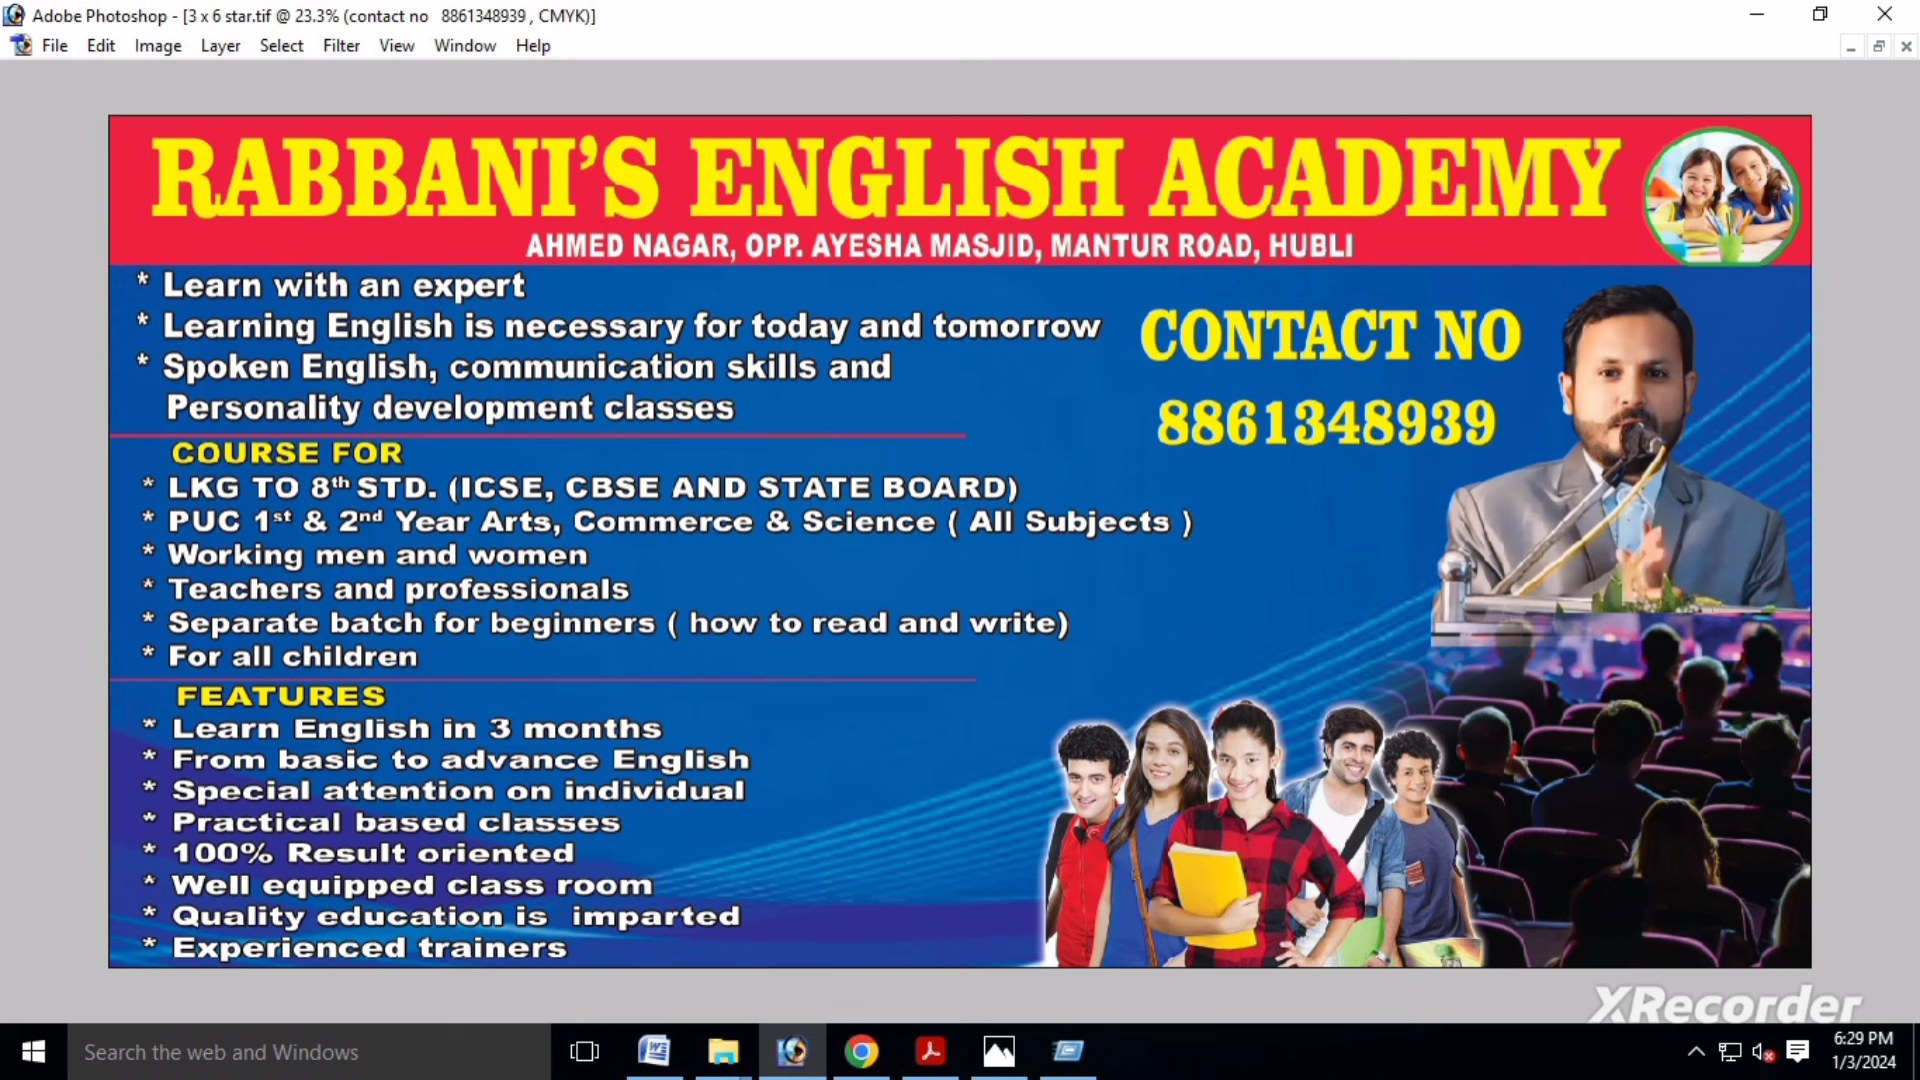 Adobe Photoshop - [3 x 6 star.tif @ 23.3% (contact no 8861348939 , CMYK)]
File Edit Image Layer Select Filter View Window Help
RABBANI'S ENGLISH ACADEMY
AHMED NAGAR, OPP. AYESHA MASJID, MANTUR ROAD, HUBLI
* Learn with an expert
* Learning English is necessary for today and tomorrow
* Spoken English, communication skills and
Personality development classes
CONTACT NO
8861348939
COURSE FOR
* LKG TO 8th STD. (ICSE, CBSE AND STATE BOARD)
* PUC 1st & 2nd Year Arts, Commerce & Science ( All Subjects )
* Working men and women
* Teachers and professionals
* Separate batch for beginners ( how to read and write)
* For all children
FEATURES
* Learn English in 3 months
* From basic to advance English
* Special attention on individual
* Practical based classes
* 100% Result oriented
* Well equipped class room
* Quality education is imparted
* Experienced trainers
XRecorder
Search the web and Windows
6:29 PM
1/3/2024